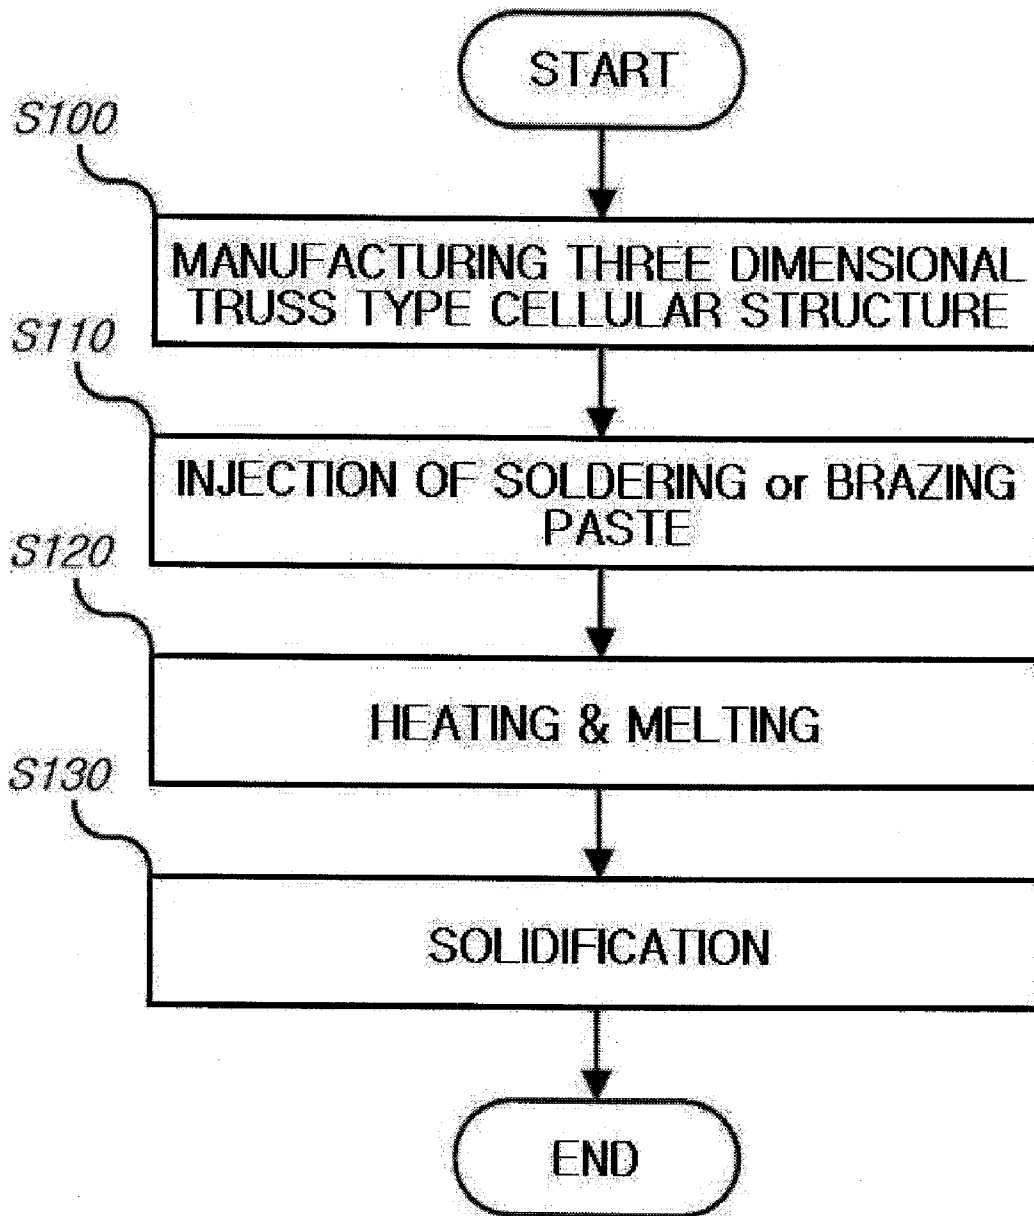 START
S100
MANUFACTURING THREE DIMENSIONAL
TRUSS TYPE CELLULAR STRUCTURE
S110
INJECTION OF SOLDERING or BRAZING
PASTE
S120
HEATING & MELTING
S130
SOLIDIFICATION
END